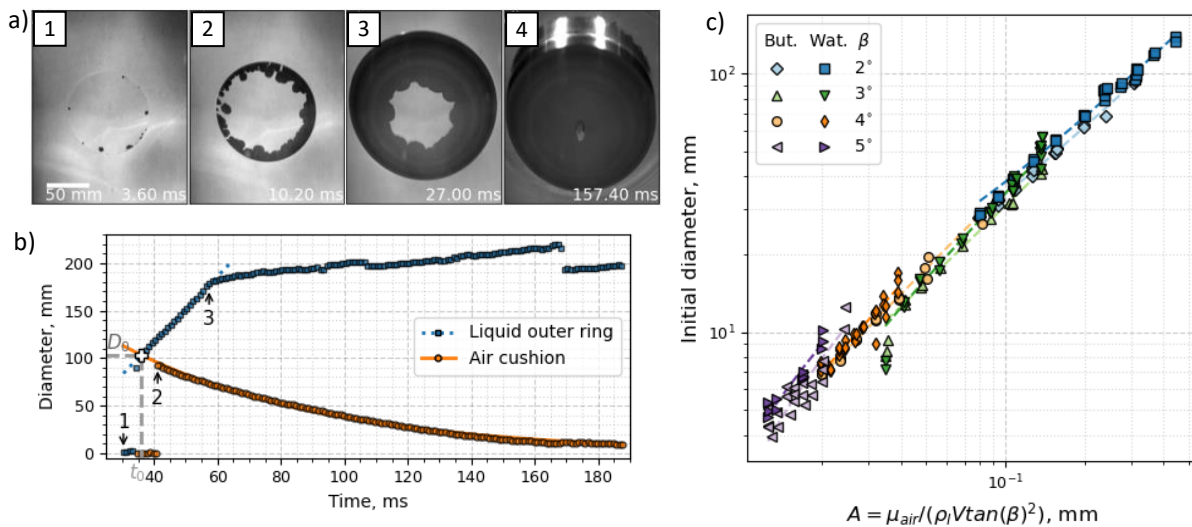 a)
1
2
3
4
50 mm
3.60 ms
10.20 ms
27.00 ms
157.40 ms
b)
Diameter, mm
200
150
100
50
0
D₀
t₀
1
2
3
Liquid outer ring
Air cushion
40
60
80
100
120
140
160
180
Time, ms
c)
Initial diameter, mm
10²
10¹
But. Wat. β
2°
3°
4°
5°
10⁻¹
A = μ_air/(ρ_l Vtan(β)²), mm